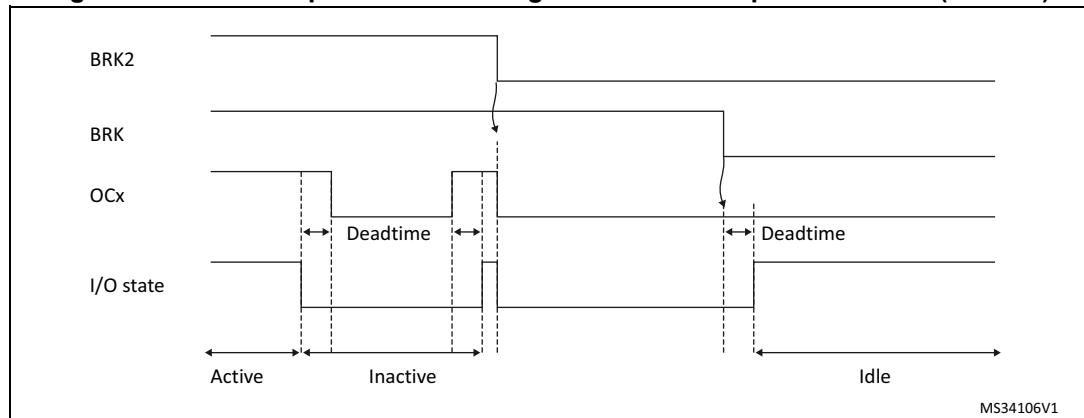 BRK2
BRK
OCx
Deadtime
Deadtime
I/O state
Active
Inactive
Idle
MS34106V1